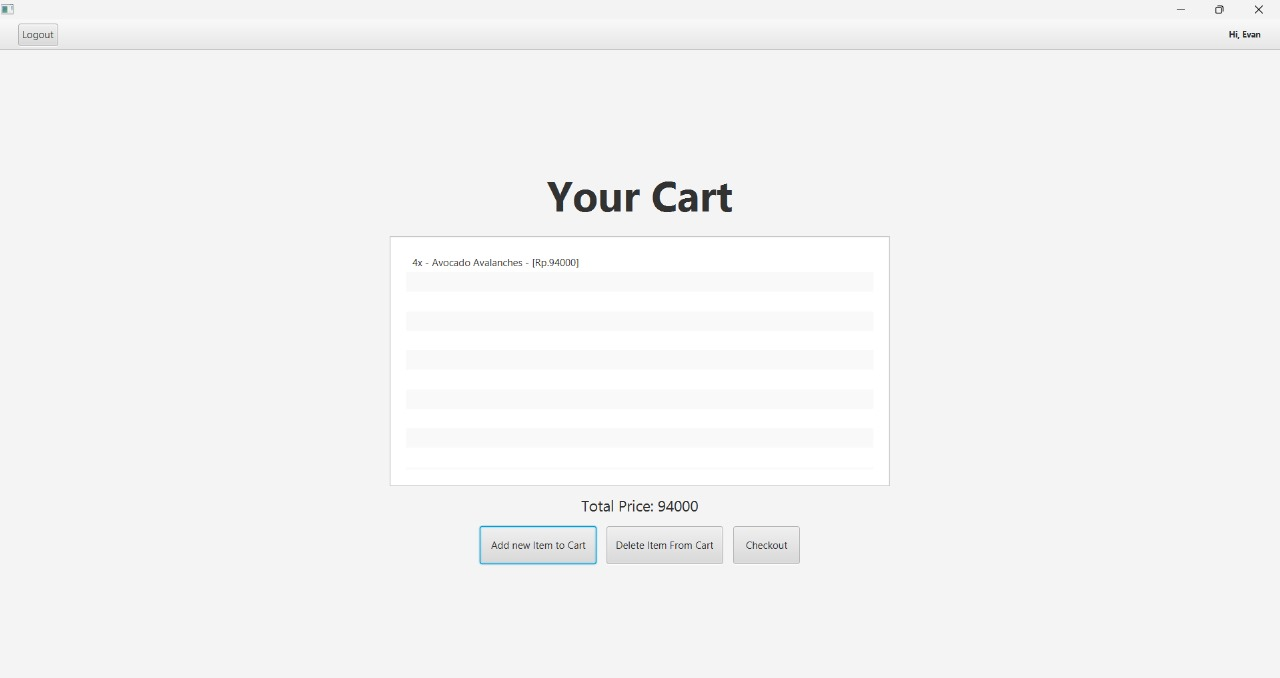 Logout
Hi, Evan
Your Cart
4x - Avocado Avalanches - [Rp.94000]
Total Price: 94000
Add new Item to Cart
Delete Item From Cart
Checkout